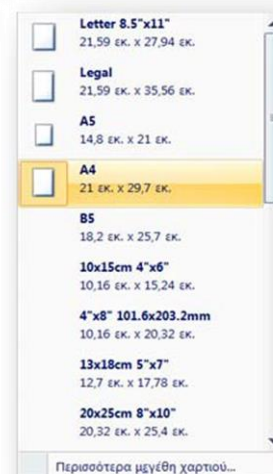 Letter 8.5"x11"
21,59 εκ. x 27,94 εκ.
Legal
21,59 εκ. x 35,56 εκ.
A5
14,8 εκ. x 21 εκ.
A4
21 εκ. x 29,7 εκ.
B5
18,2 εκ. x 25,7 εκ.
10x15cm 4"x6"
10,16 εκ. x 15,24 εκ.
4"x8" 101.6x203.2mm
10,16 εκ. x 20,32 εκ.
13x18cm 5"x7"
12,7 εκ. x 17,78 εκ.
20x25cm 8"x10"
20,32 εκ. x 25,4 εκ.
Περισσότερα μεγέθη χαρτιού...